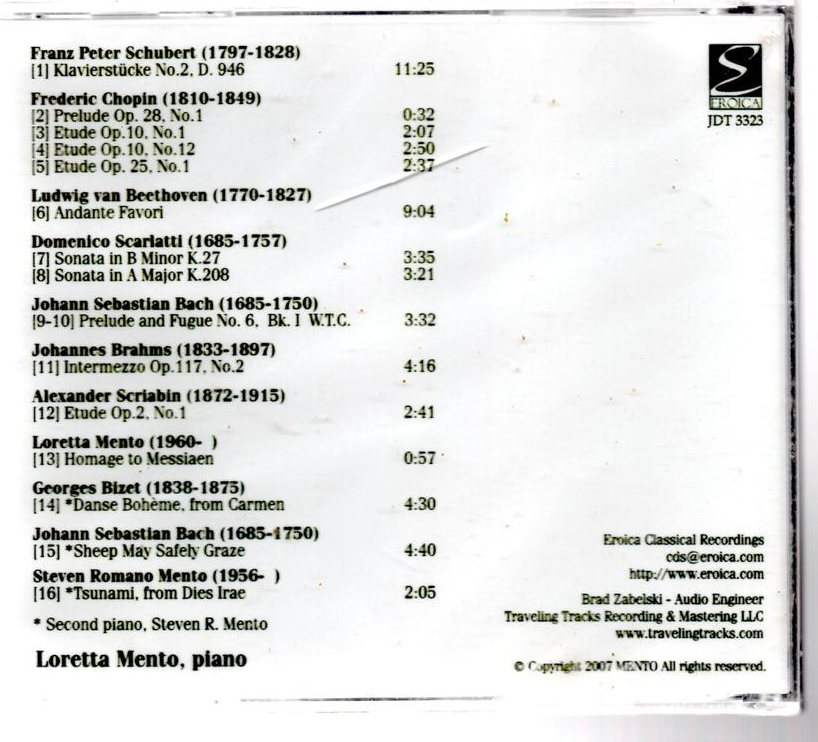 Franz Peter Schubert (1797-1828)
[1] Klavierstücke No.2, D. 946 11:25
Frederic Chopin (1810-1849)
[2] Prelude Op. 28, No.1 0:32
[3] Etude Op.10, No.1 2:07
[4] Etude Op.10, No.12 2:50
[5] Etude Op. 25, No.1 2:37
Ludwig van Beethoven (1770-1827)
[6] Andante Favori 9:04
Domenico Scarlatti (1685-1757)
[7] Sonata in B Minor K.27 3:35
[8] Sonata in A Major K.208 3:21
Johann Sebastian Bach (1685-1750)
[9-10] Prelude and Fugue No. 6, Bk. I W.T.C. 3:32
Johannes Brahms (1833-1897)
[11] Intermezzo Op.117, No.2 4:16
Alexander Scriabin (1872-1915)
[12] Etude Op.2, No.1 2:41
Loretta Mento (1960- )
[13] Homage to Messiaen 0:57
Georges Bizet (1838-1875)
[14] *Danse Bohème, from Carmen 4:30
Johann Sebastian Bach (1685-1750)
[15] *Sheep May Safely Graze 4:40
Steven Romano Mento (1956- )
[16] *Tsunami, from Dies Irae 2:05
* Second piano, Steven R. Mento
Loretta Mento, piano
EROICA
JDT 3323
Eroica Classical Recordings
cds@eroica.com
http://www.eroica.com
Brad Zabelski - Audio Engineer
Traveling Tracks Recording & Mastering LLC
www.travelingtracks.com
© Copyright 2007 MENTO All rights reserved.